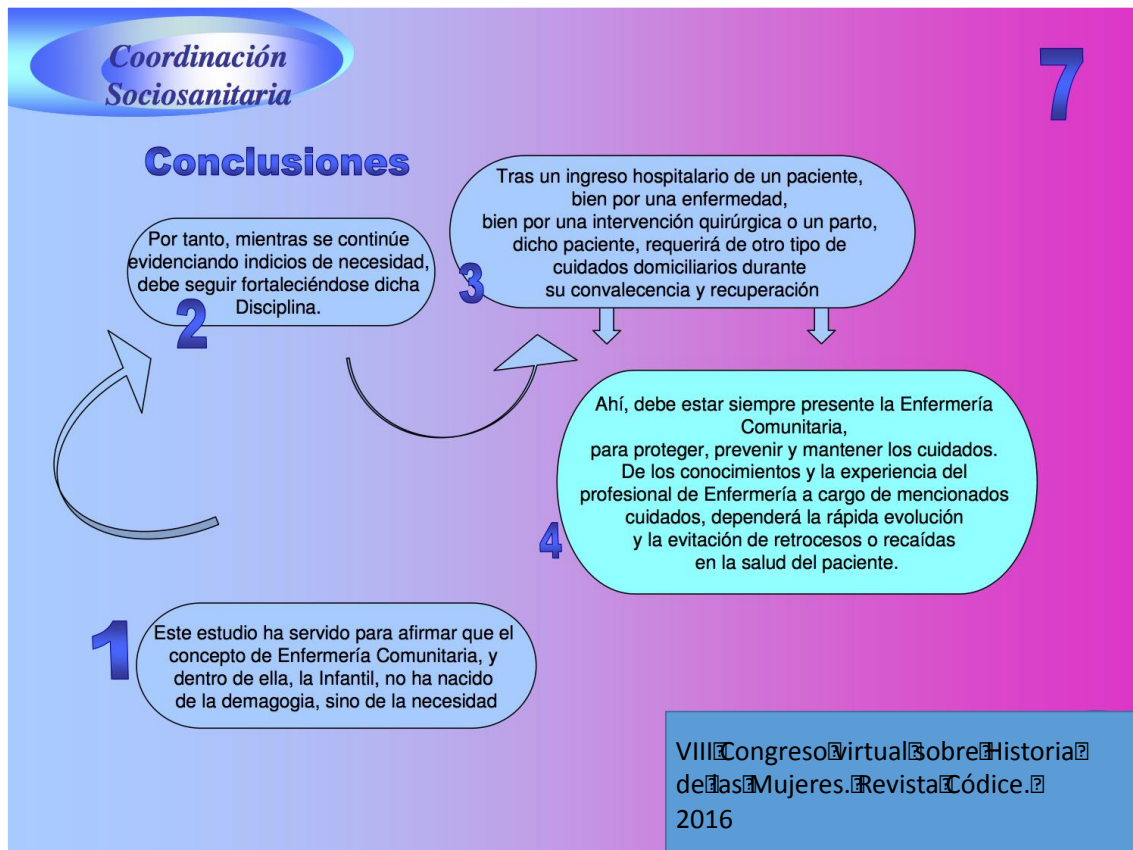 Coordinación
Sociosanitaria
7
Conclusiones
Tras un ingreso hospitalario de un paciente,
bien por una enfermedad,
bien por una intervención quirúrgica o un parto,
dicho paciente, requerirá de otro tipo de
cuidados domiciliarios durante
su convalecencia y recuperación
3
Por tanto, mientras se continúe
evidenciando indicios de necesidad,
debe seguir fortaleciéndose dicha
Disciplina.
2
Ahí, debe estar siempre presente la Enfermería
Comunitaria,
para proteger, prevenir y mantener los cuidados.
De los conocimientos y la experiencia del
profesional de Enfermería a cargo de mencionados
cuidados, dependerá la rápida evolución
y la evitación de retrocesos o recaídas
en la salud del paciente.
4
1
Este estudio ha servido para afirmar que el
concepto de Enfermería Comunitaria, y
dentro de ella, la Infantil, no ha nacido
de la demagogia, sino de la necesidad
VIII Congreso virtual sobre Historia
de las Mujeres. Revista Códice.
2016